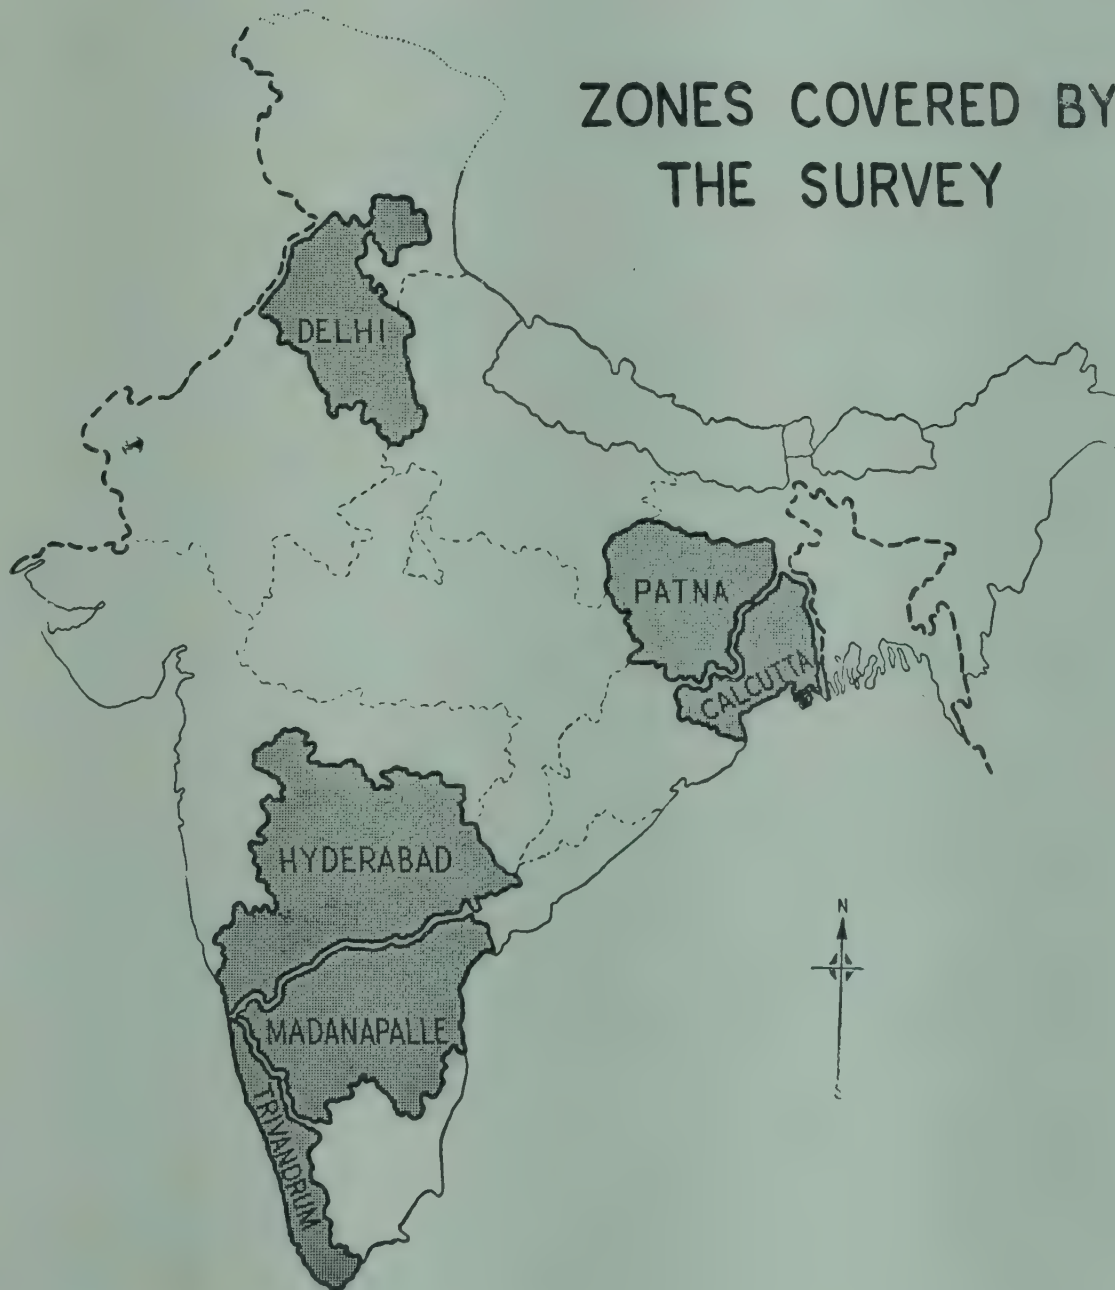 ZONES COVERED BY
THE SURVEY
DELHI
PATNA
CALCUTTA
HYDERABAD
N
MADANAPALLE
TRIVANDRUM
S